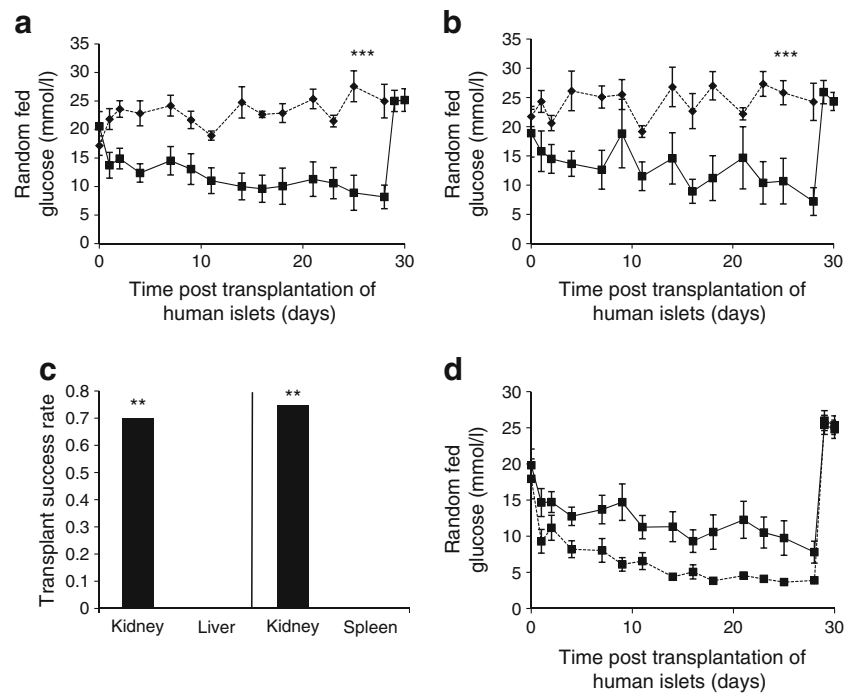 a
Random fed
glucose (mmol/l)
35
30
25
20
15
10
5
0
***
0
10
20
30
Time post transplantation of
human islets (days)
b
Random fed
glucose (mmol/l)
35
30
25
20
15
10
5
0
***
0
10
20
30
Time post transplantation of
human islets (days)
c
Transplant success rate
0.8
0.7
0.6
0.5
0.4
0.3
0.2
0.1
0
**
**
Kidney
Liver
Kidney
Spleen
d
Random fed
glucose (mmol/l)
30
25
20
15
10
5
0
0
10
20
30
Time post transplantation of
human islets (days)